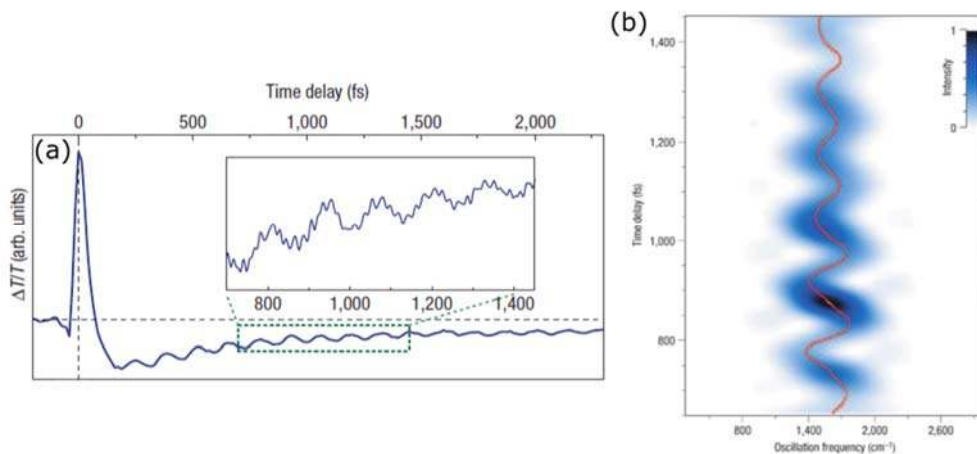 (a)
Time delay (fs)
0 500 1,000 1,500 2,000
ΔT/T (arb. units)
800 1,000 1,200 1,400
(b)
1,400
1,200
1,000
800
Time delay (fs)
1
Intensity
0
800 1,400 2,000 2,600
Oscillation frequency (cm⁻¹)